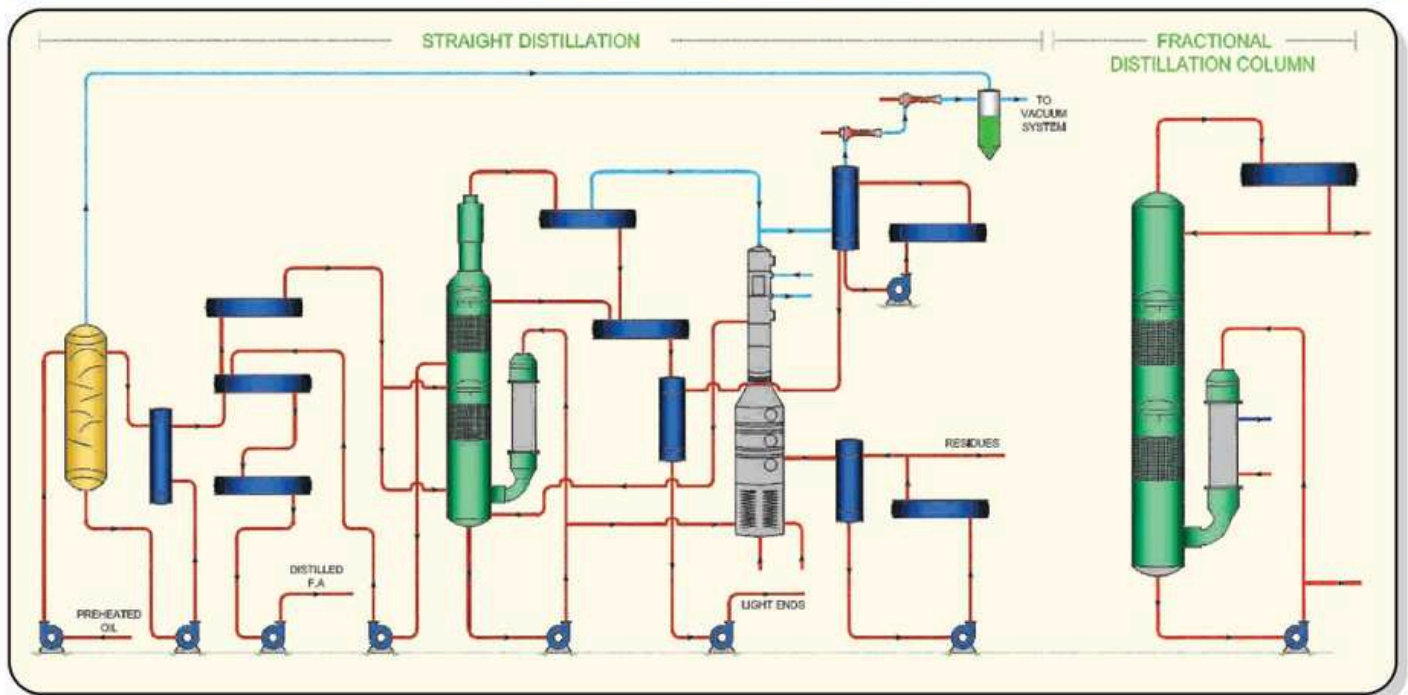 STRAIGHT DISTILLATION
FRACTIONAL
DISTILLATION COLUMN
TO
VACUUM
SYSTEM
RESIDUES
DISTILLED
F.A
LIGHT ENDS
PREHEATED
OIL